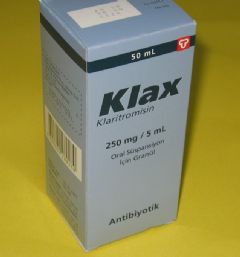 50 mL
Klax
Klaritromisin
250 mg / 5 mL
Oral Süspansiyon
İçin Granül
Antibiyotik